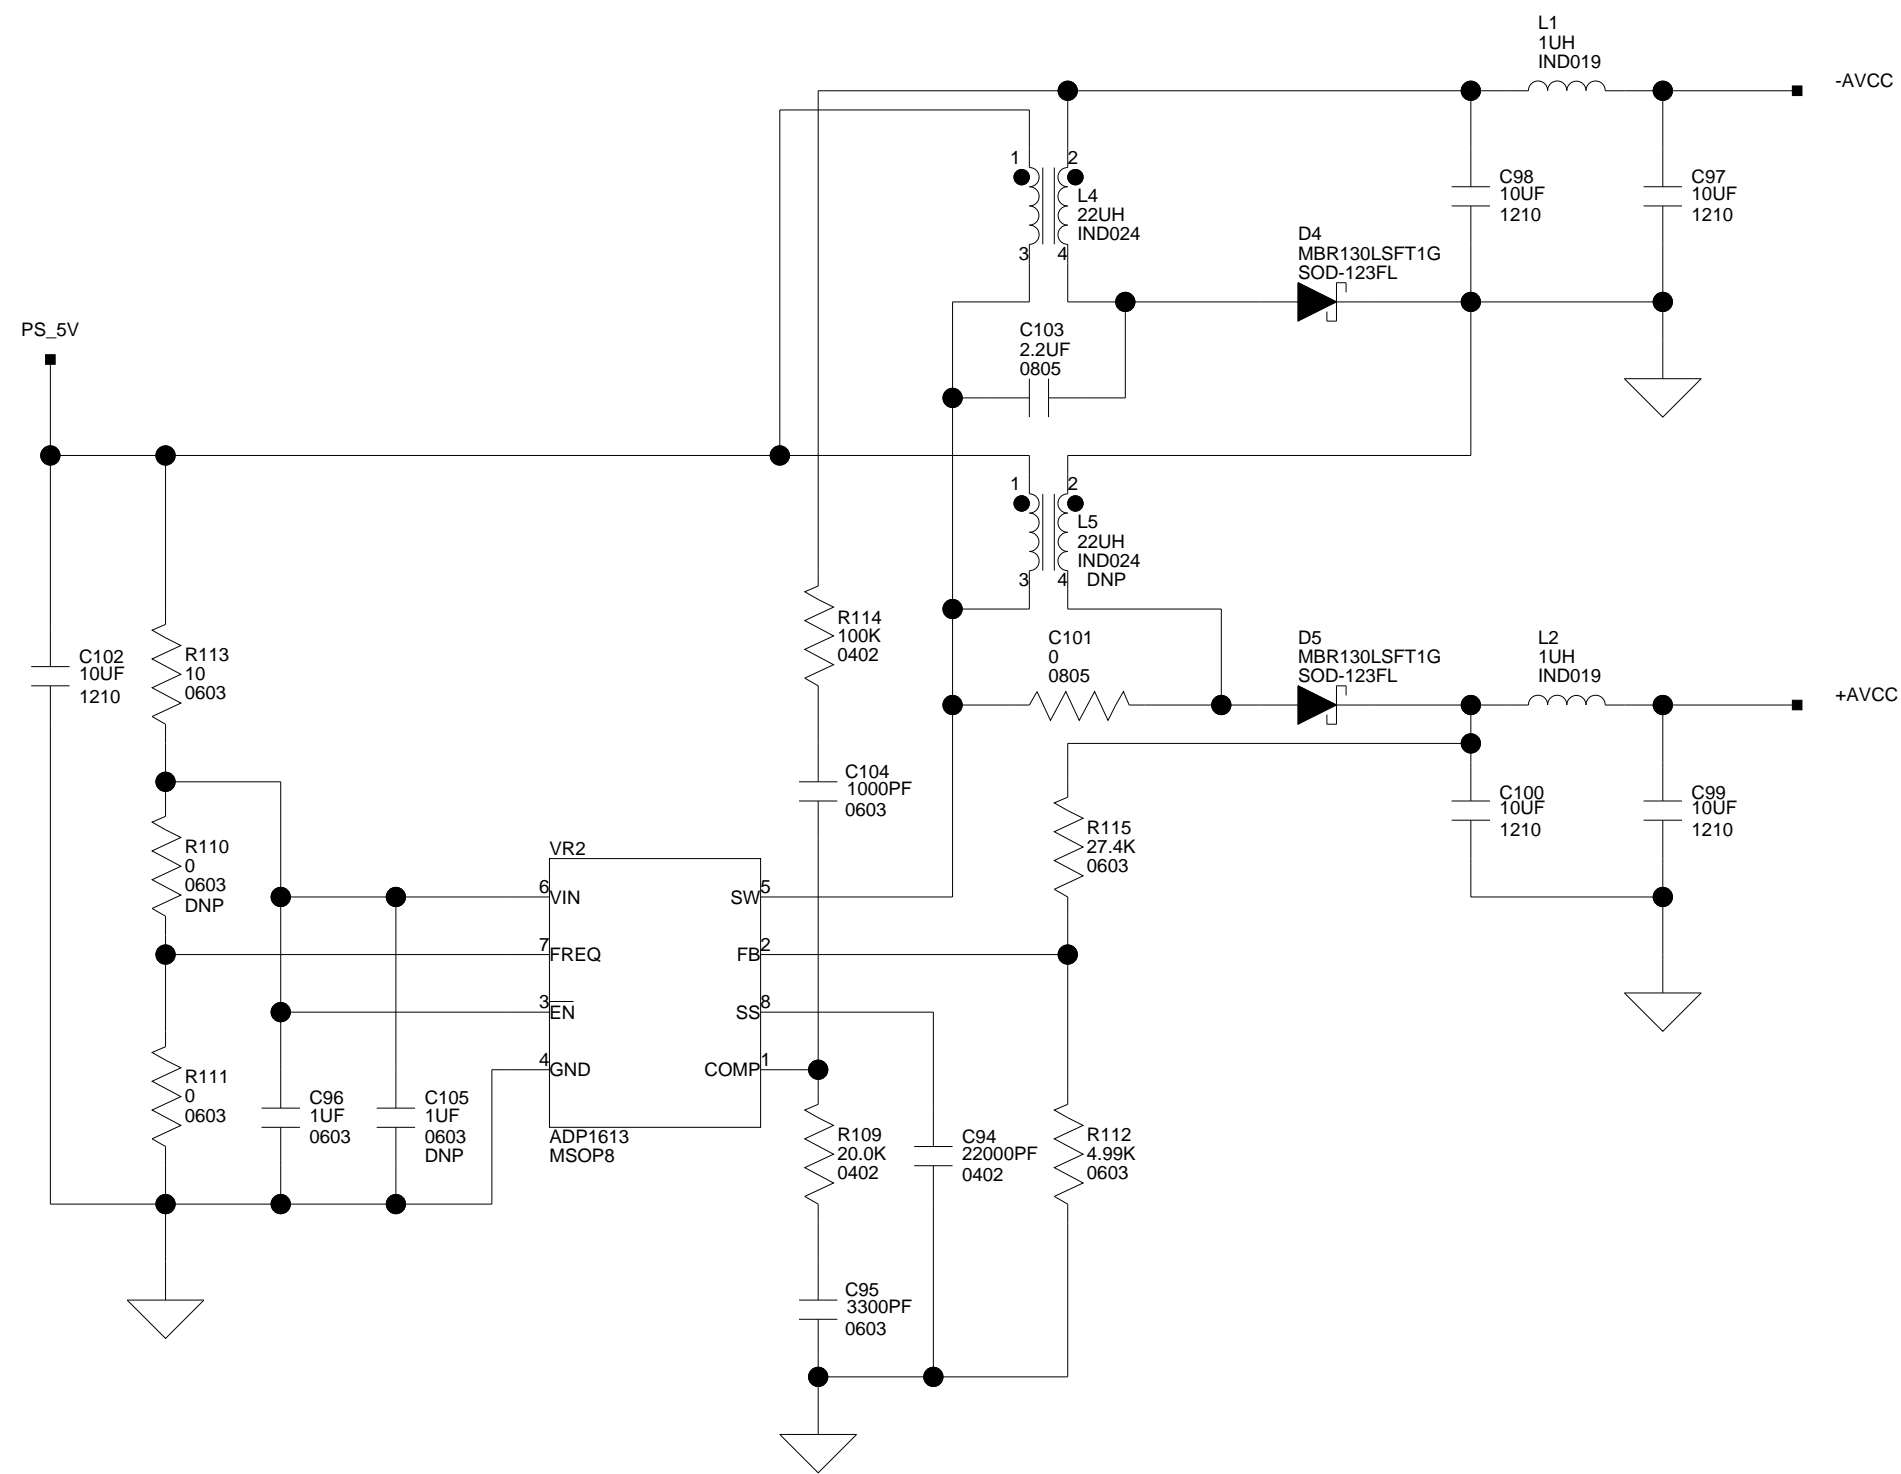 L1
1UH
IND019
-AVCC
1
2
L4
22UH
IND024
3
4
C98
10UF
1210
C97
10UF
1210
D4
MBR130LSFT1G
SOD-123FL
PS_5V
C103
2.2UF
0805
1
2
L5
22UH
IND024
3
4
DNP
R114
100K
0402
C101
0
0805
D5
MBR130LSFT1G
SOD-123FL
L2
1UH
IND019
+AVCC
C102
10UF
1210
R113
10
0603
C104
1000PF
0603
C100
10UF
1210
C99
10UF
1210
R115
27.4K
0603
R110
0
0603
DNP
VR2
6
VIN
SW
5
7
FREQ
FB
2
3
EN
SS
8
4
GND
COMP
1
R111
0
0603
C96
1UF
0603
C105
1UF
0603
DNP
ADP1613
MSOP8
R109
20.0K
0402
C94
22000PF
0402
R112
4.99K
0603
C95
3300PF
0603